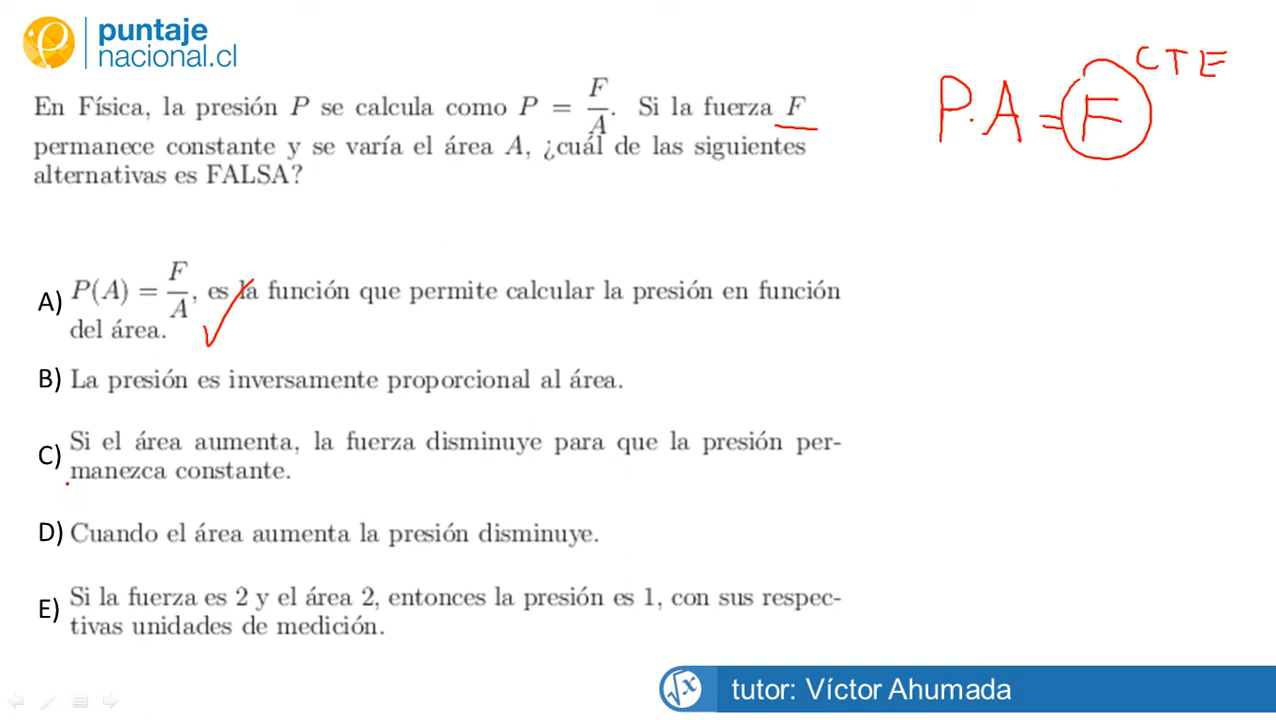 puntaje
nacional.cl
En Física, la presión P se calcula como P = F/A. Si la fuerza F
permanece constante y se varía el área A, ¿cuál de las siguientes
alternativas es FALSA?
P.A = F CTE
A) P(A) = F/A, es la función que permite calcular la presión en función
del área.
B) La presión es inversamente proporcional al área.
C) Si el área aumenta, la fuerza disminuye para que la presión per-
manezca constante.
D) Cuando el área aumenta la presión disminuye.
E) Si la fuerza es 2 y el área 2, entonces la presión es 1, con sus respec-
tivas unidades de medición.
√x tutor: Víctor Ahumada